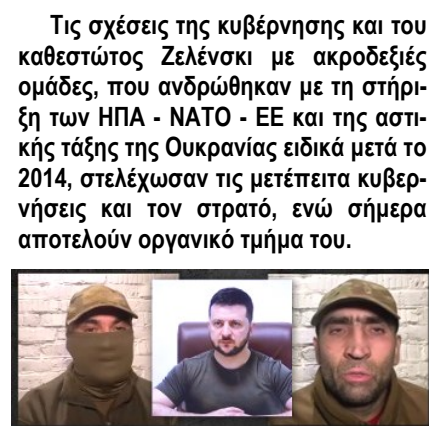 Τις σχέσεις της κυβέρνησης και του
καθεστώτος Ζελένσκι με ακροδεξιές
ομάδες, που ανδρώθηκαν με τη στήρι-
ξη των ΗΠΑ - ΝΑΤΟ - ΕΕ και της αστι-
κής τάξης της Ουκρανίας ειδικά μετά το
2014, στελέχωσαν τις μετέπειτα κυβερ-
νήσεις και τον στρατό, ενώ σήμερα
αποτελούν οργανικό τμήμα του.